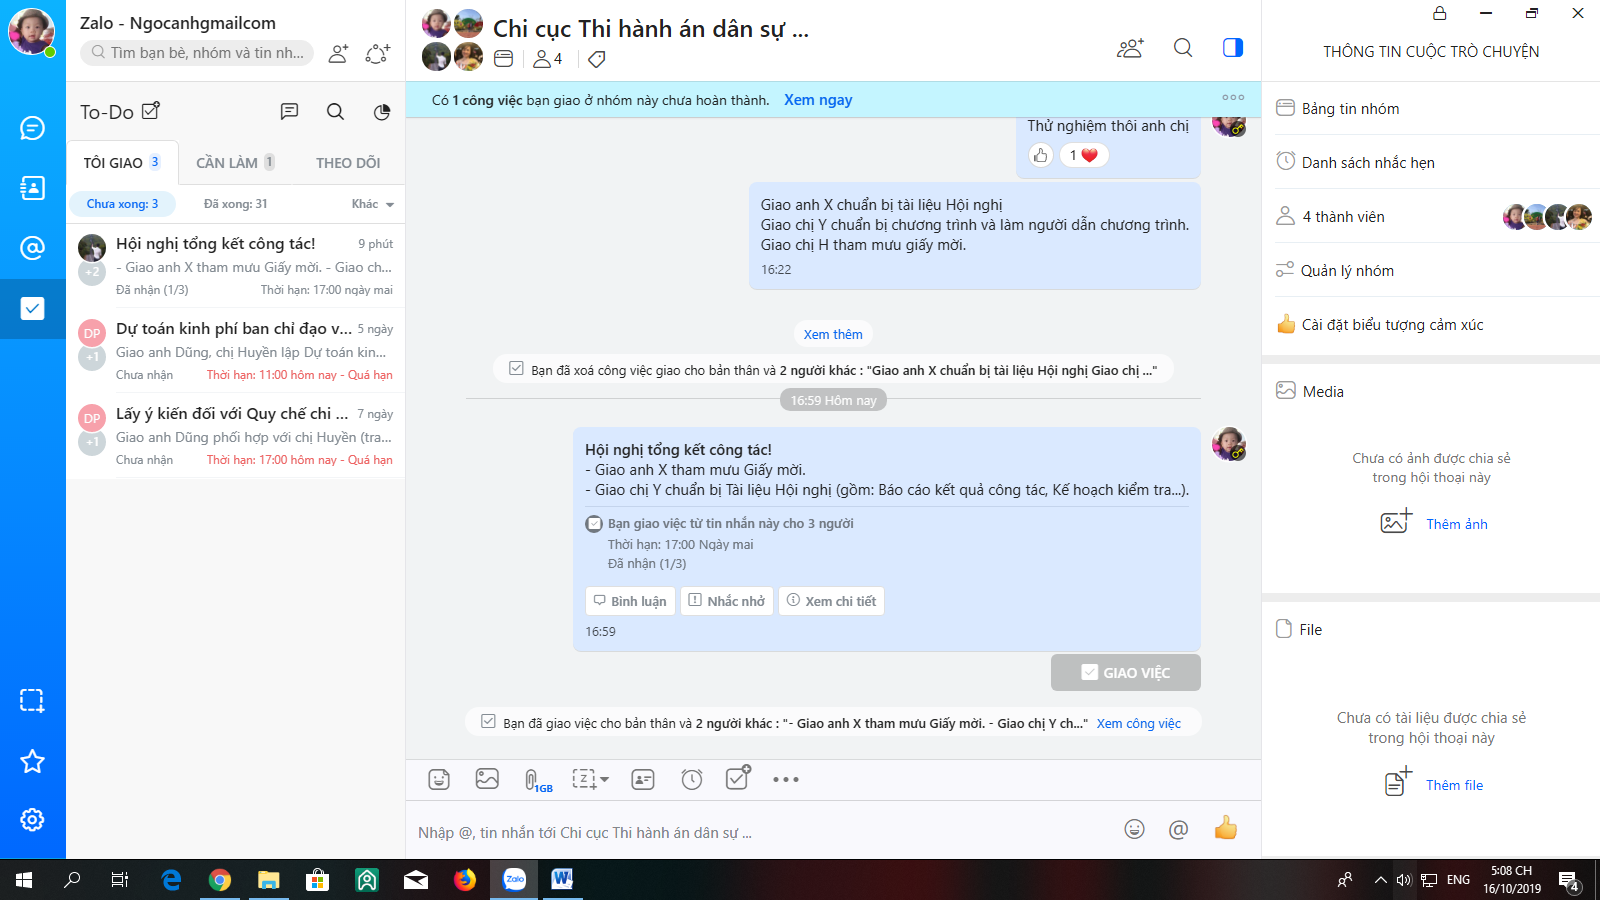 Zalo - Ngocanhgmailcom
Tìm bạn bè, nhóm và tin nh...
To-Do
TÔI GIAO 3
CẦN LÀM 1
THEO DÕI
Chưa xong: 3
Đã xong: 31
Khác
Hội nghị tổng kết công tác!
9 phút
- Giao anh X tham mưu Giấy mời. - Giao ch...
+2
Đã nhận (1/3)
Thời hạn: 17:00 ngày mai
Dự toán kinh phí ban chỉ đạo v...
5 ngày
DP
Giao anh Dũng, chị Huyền lập Dự toán kin...
+1
Chưa nhận
Thời hạn: 11:00 hôm nay - Quá hạn
Lấy ý kiến đối với Quy chế chi ...
7 ngày
DP
Giao anh Dũng phối hợp với chị Huyền (tra...
+1
Chưa nhận
Thời hạn: 17:00 hôm nay - Quá hạn
Chi cục Thi hành án dân sự ...
4
Có 1 công việc bạn giao ở nhóm này chưa hoàn thành. Xem ngay
Thử nghiệm thôi anh chị
1
Giao anh X chuẩn bị tài liệu Hội nghị
Giao chị Y chuẩn bị chương trình và làm người dẫn chương trình.
Giao chị H tham mưu giấy mời.
16:22
Xem thêm
Bạn đã xoá công việc giao cho bản thân và 2 người khác : "Giao anh X chuẩn bị tài liệu Hội nghị Giao chị ..."
16:59 Hôm nay
Hội nghị tổng kết công tác!
- Giao anh X tham mưu Giấy mời.
- Giao chị Y chuẩn bị Tài liệu Hội nghị (gồm: Báo cáo kết quả công tác, Kế hoạch kiểm tra...).
Bạn giao việc từ tin nhắn này cho 3 người
Thời hạn: 17:00 Ngày mai
Đã nhận (1/3)
Bình luận
Nhắc nhở
Xem chi tiết
16:59
GIAO VIỆC
Bạn đã giao việc cho bản thân và 2 người khác : "- Giao anh X tham mưu Giấy mời. - Giao chị Y ch..." Xem công việc
1GB
Z
Nhập @, tin nhắn tới Chi cục Thi hành án dân sự ...
THÔNG TIN CUỘC TRÒ CHUYỆN
Bảng tin nhóm
Danh sách nhắc hẹn
4 thành viên
Quản lý nhóm
Cài đặt biểu tượng cảm xúc
Media
Chưa có ảnh được chia sẻ
trong hội thoại này
Thêm ảnh
File
Chưa có tài liệu được chia sẻ
trong hội thoại này
Thêm file
Zalo
W
ENG
5:08 CH
16/10/2019
4